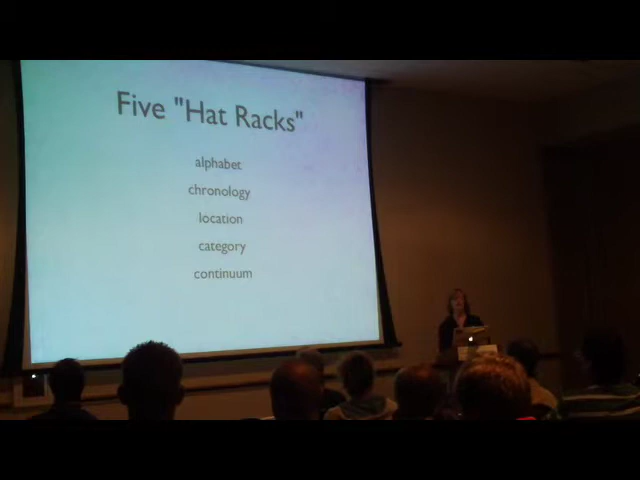 Five "Hat Racks"
alphabet
chronology
location
category
continuum